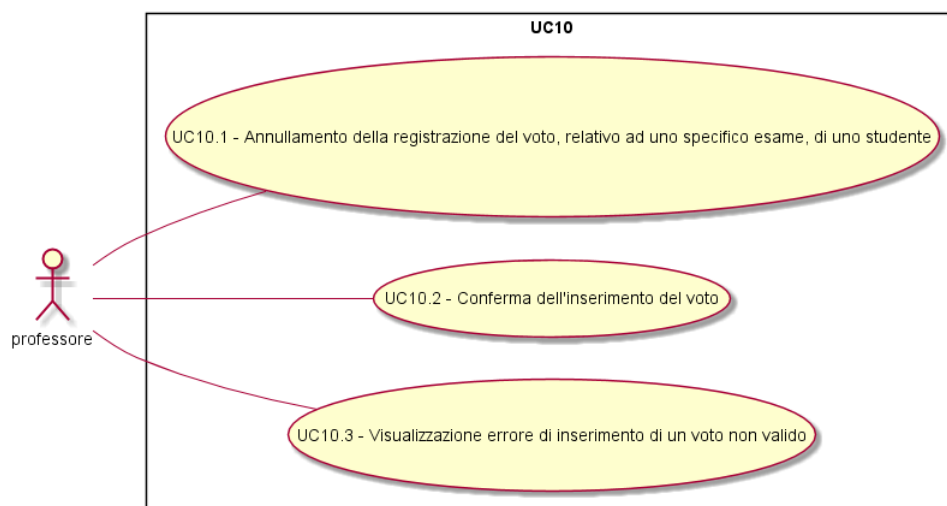 UC10
UC10.1 - Annullamento della registrazione del voto, relativo ad uno specifico esame, di uno studente
UC10.2 - Conferma dell'inserimento del voto
professore
UC10.3 - Visualizzazione errore di inserimento di un voto non valido